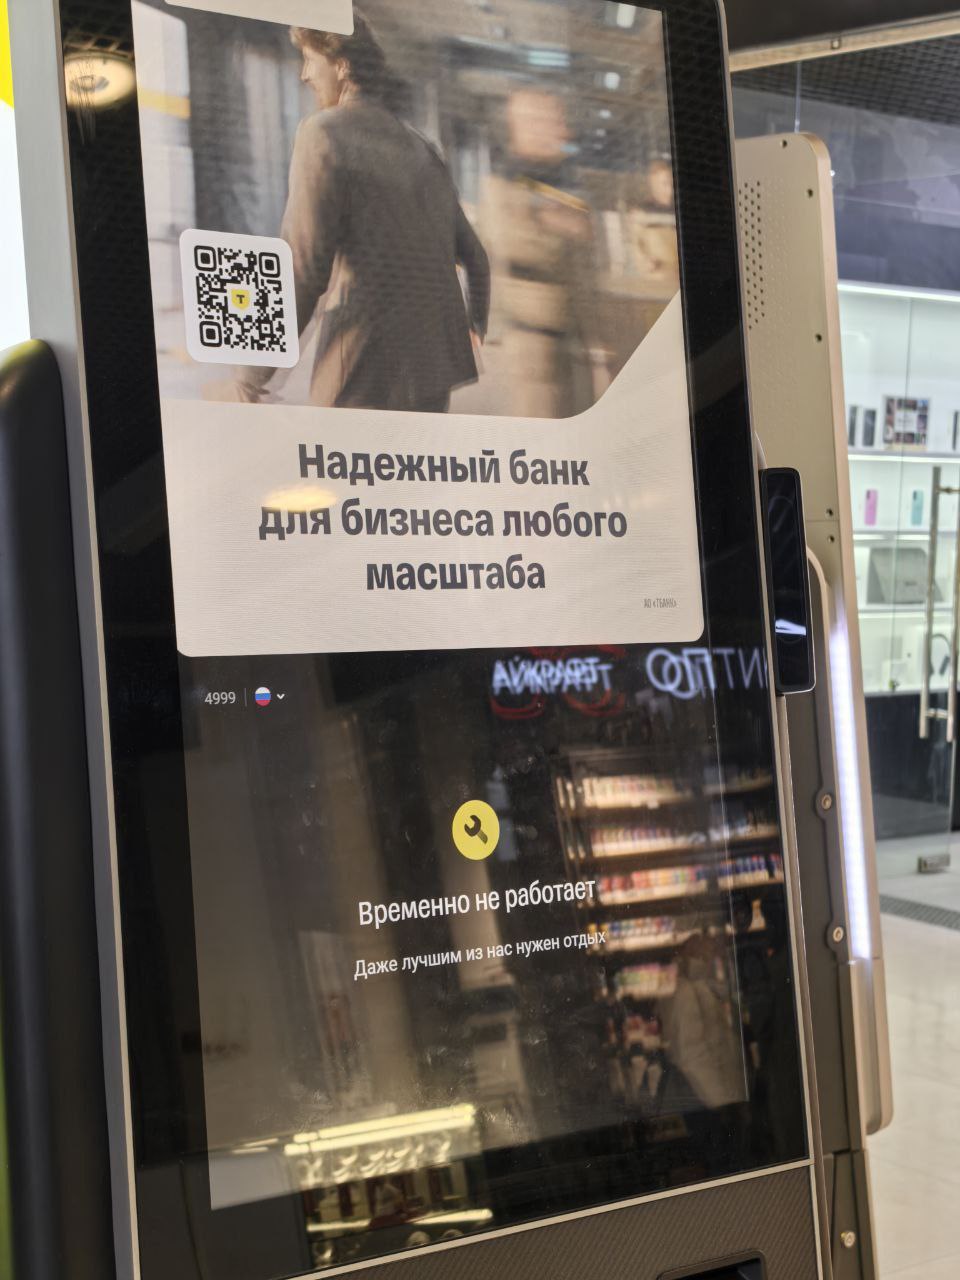 Т
Надежный банк
для бизнеса любого
масштаба
АО «ТБАНК»
АЙКРАФТ ОПТИ
4999
Временно не работает
Даже лучшим из нас нужен отдых